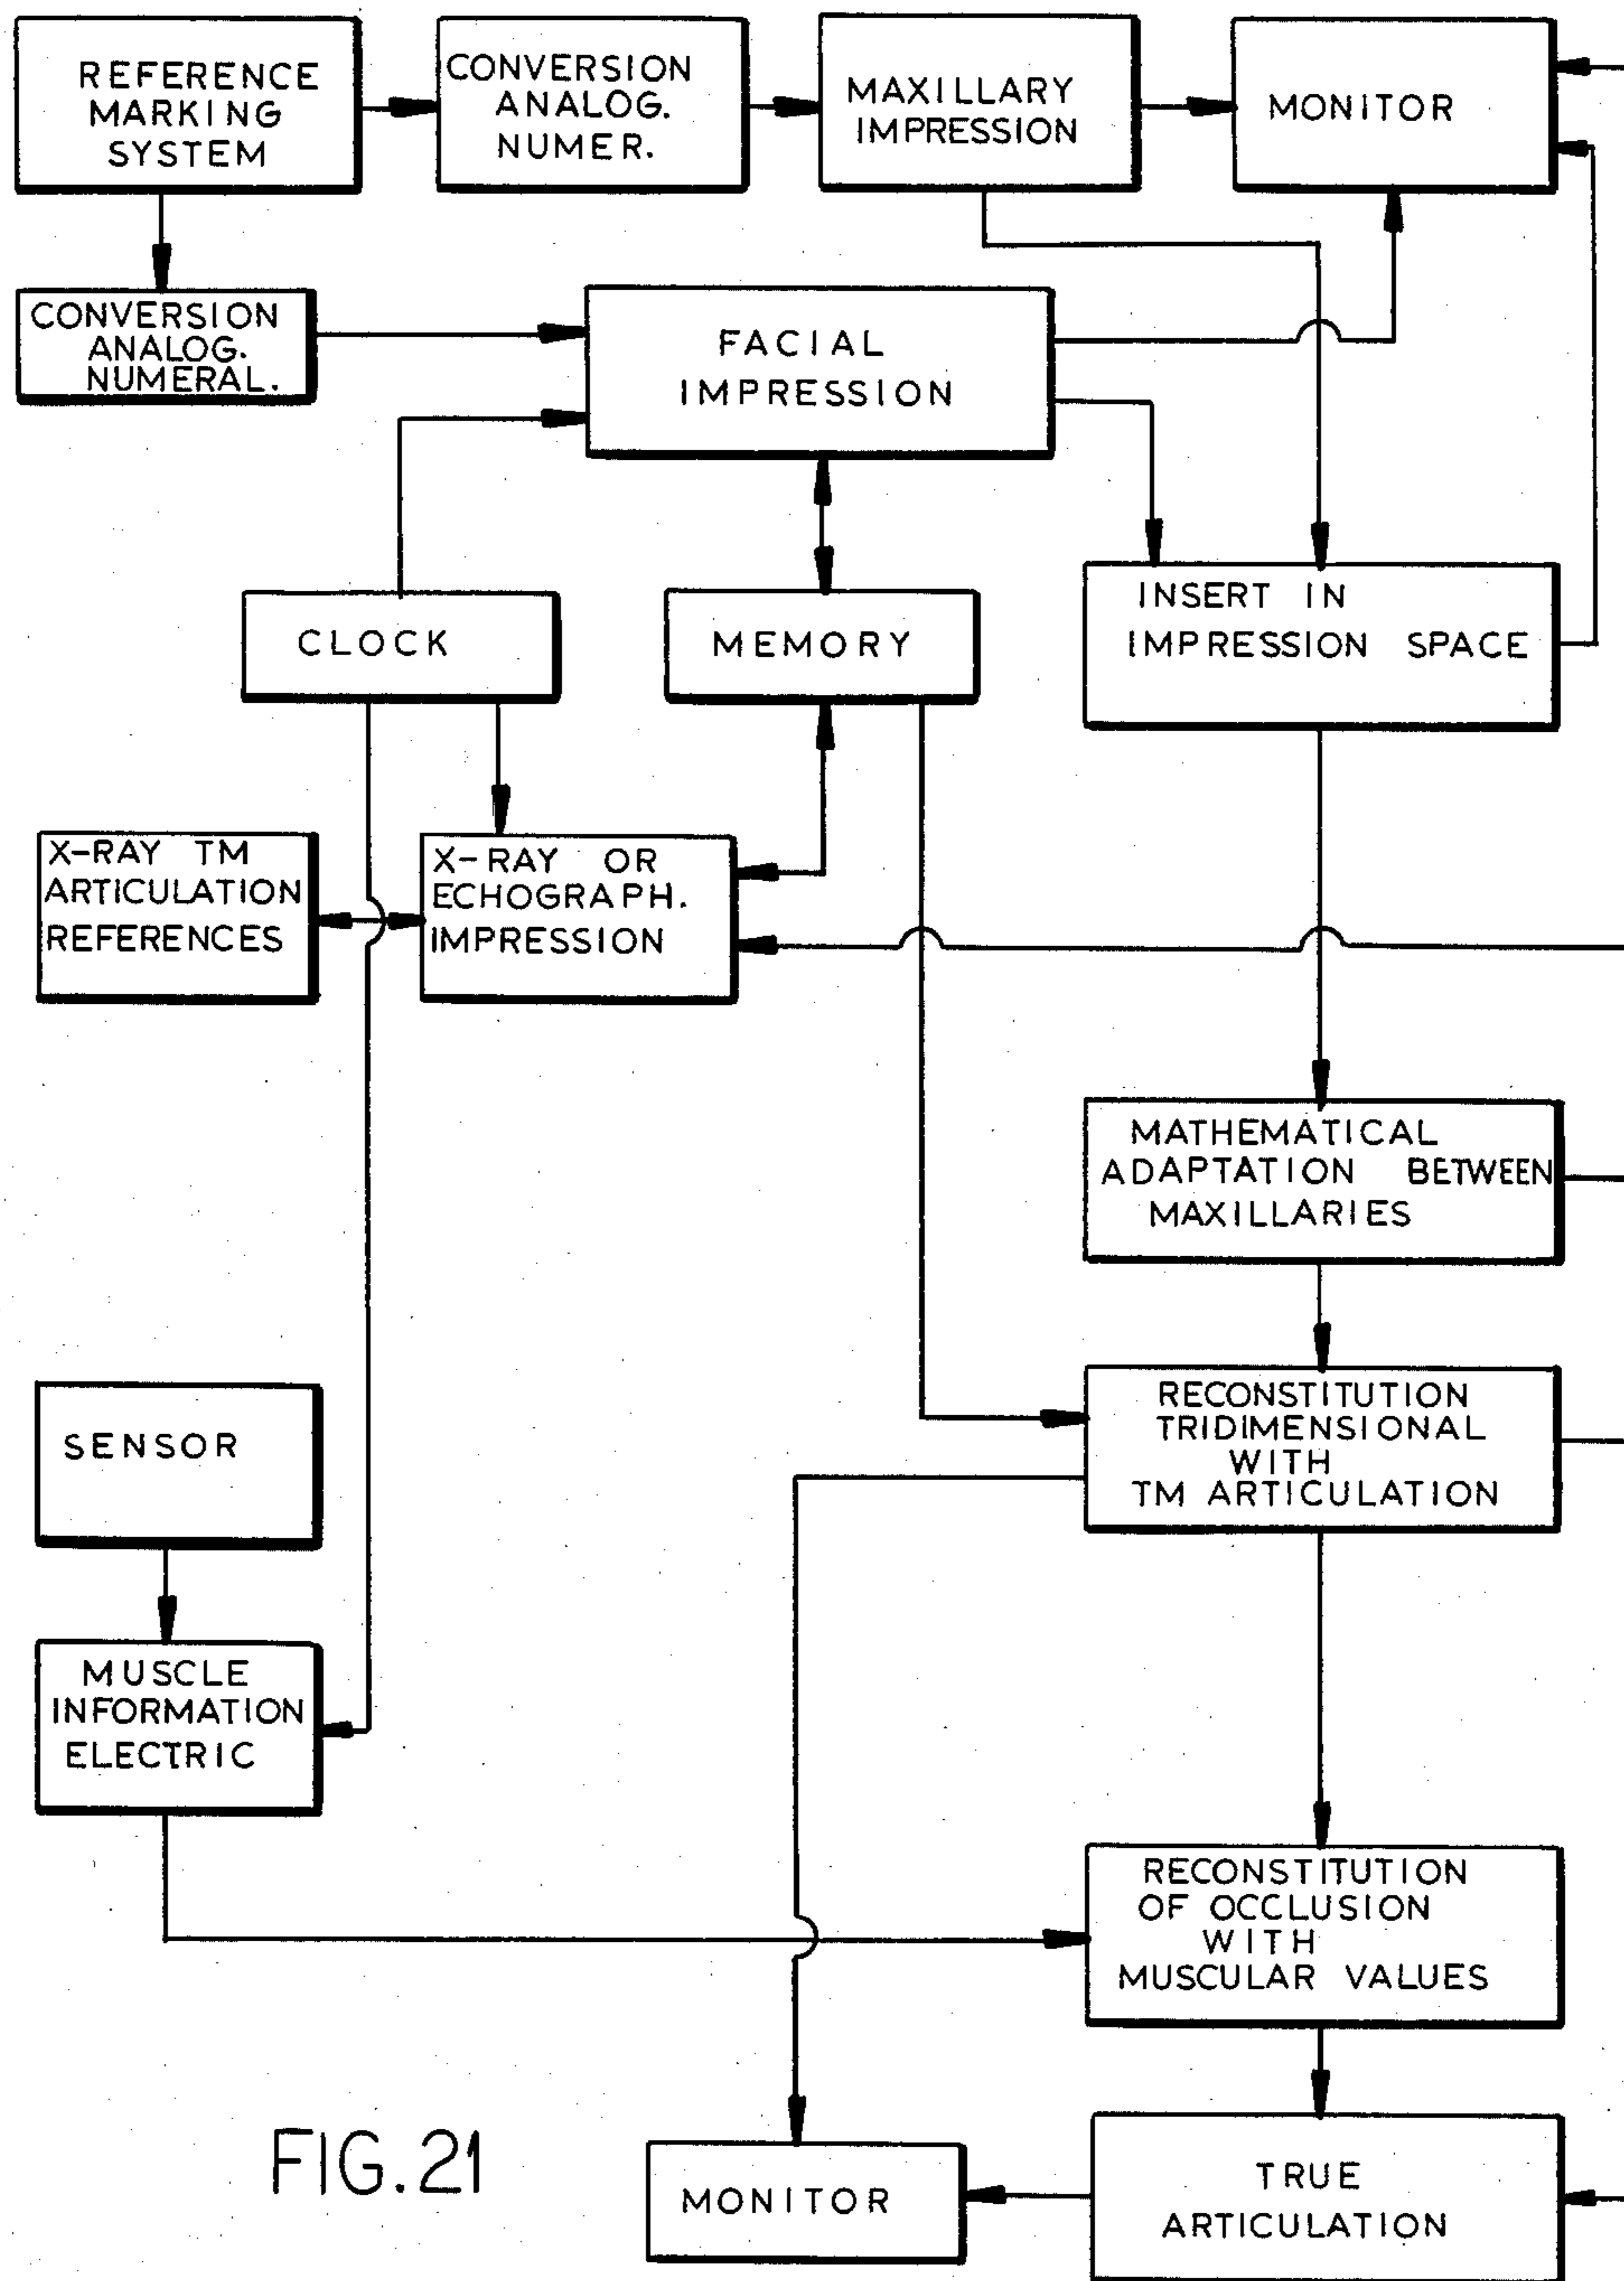 REFERENCE
MARKING
SYSTEM
CONVERSION
ANALOG.
NUMER.
MAXILLARY
IMPRESSION
MONITOR
CONVERSION
ANALOG.
NUMERAL.
FACIAL
IMPRESSION
CLOCK
MEMORY
INSERT IN
IMPRESSION SPACE
X-RAY TM
ARTICULATION
REFERENCES
X-RAY OR
ECHOGRAPH.
IMPRESSION
MATHEMATICAL
ADAPTATION BETWEEN
MAXILLARIES
SENSOR
RECONSTITUTION
TRIDIMENSIONAL
WITH
TM ARTICULATION
MUSCLE
INFORMATION
ELECTRIC
RECONSTITUTION
OF OCCLUSION
WITH
MUSCULAR VALUES
FIG.21
MONITOR
TRUE
ARTICULATION